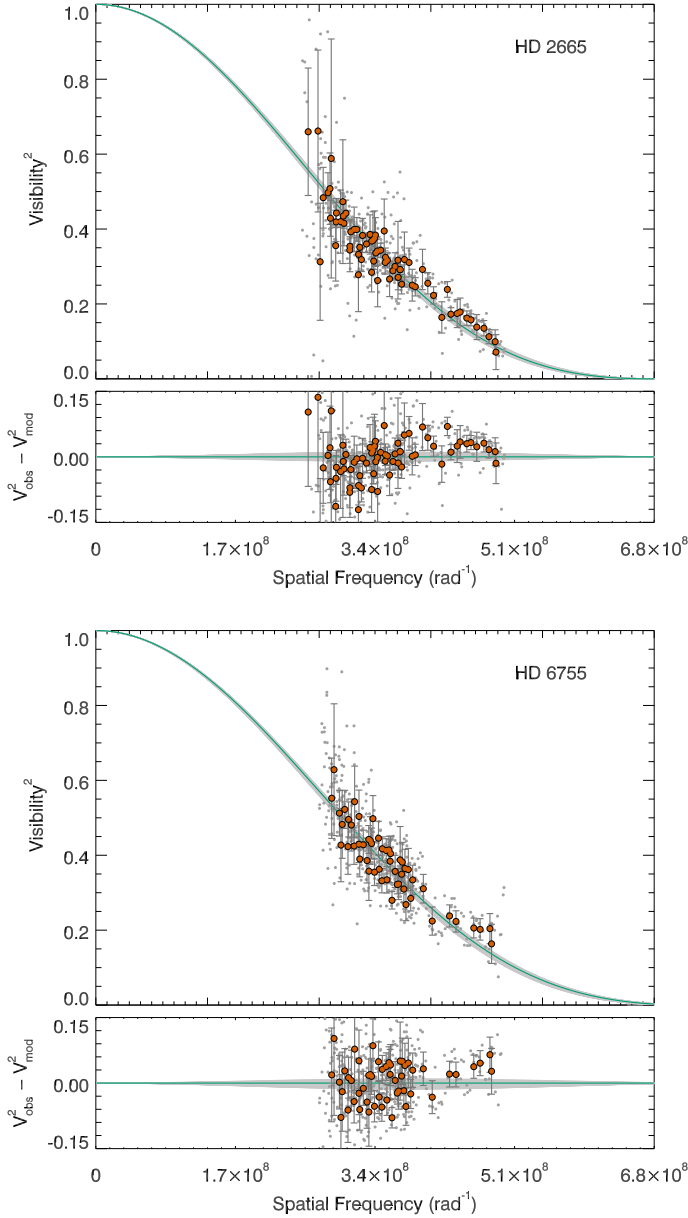 HD 2665
1.0
0.8
0.6
0.4
0.2
0.0
Visibility²
0.15
0.00
-0.15
V²obs − V²mod
0 1.7×10⁸ 3.4×10⁸ 5.1×10⁸ 6.8×10⁸
Spatial Frequency (rad⁻¹)
HD 6755
1.0
0.8
0.6
0.4
0.2
0.0
Visibility²
0.15
0.00
-0.15
V²obs − V²mod
0 1.7×10⁸ 3.4×10⁸ 5.1×10⁸ 6.8×10⁸
Spatial Frequency (rad⁻¹)